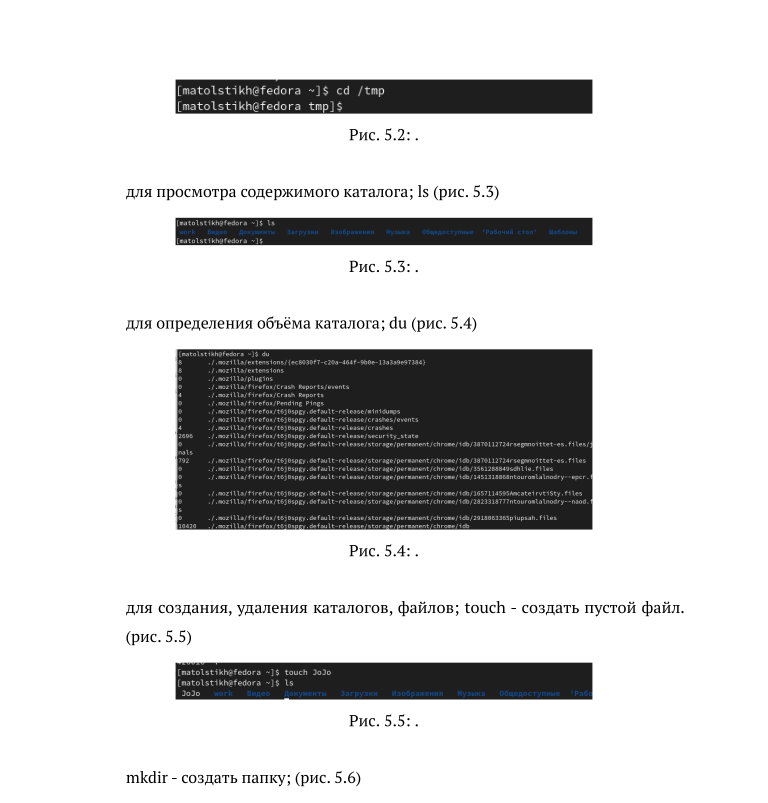 [matolstikh@fedora ~]$ cd /tmp
[matolstikh@fedora tmp]$
Рис. 5.2: .
для просмотра содержимого каталога; ls (рис. 5.3)
[matolstikh@fedora ~]$ ls
work Видео Документы Загрузки Изображения Музыка Общедоступные 'Рабочий стол' Шаблоны
[matolstikh@fedora ~]$
Рис. 5.3: .
для определения объёма каталога; du (рис. 5.4)
[matolstikh@fedora ~]$ du
8 ./.mozilla/extensions/{ec8030f7-c20a-464f-9b0e-13a3a9e97384}
8 ./.mozilla/extensions
0 ./.mozilla/plugins
0 ./.mozilla/firefox/Crash Reports/events
4 ./.mozilla/firefox/Crash Reports
0 ./.mozilla/firefox/Pending Pings
0 ./.mozilla/firefox/t6j0spgy.default-release/minidumps
0 ./.mozilla/firefox/t6j0spgy.default-release/crashes/events
4 ./.mozilla/firefox/t6j0spgy.default-release/crashes
2696 ./.mozilla/firefox/t6j0spgy.default-release/security_state
0 ./.mozilla/firefox/t6j0spgy.default-release/storage/permanent/chrome/idb/3870112724rsegmnoittet-es.files/j
nals
792 ./.mozilla/firefox/t6j0spgy.default-release/storage/permanent/chrome/idb/3870112724rsegmnoittet-es.files
0 ./.mozilla/firefox/t6j0spgy.default-release/storage/permanent/chrome/idb/3561288849sdhlie.files
0 ./.mozilla/firefox/t6j0spgy.default-release/storage/permanent/chrome/idb/1451318868ntouromlalnodry--epcr.f
s
0 ./.mozilla/firefox/t6j0spgy.default-release/storage/permanent/chrome/idb/1657114595AmcateirvtiSty.files
0 ./.mozilla/firefox/t6j0spgy.default-release/storage/permanent/chrome/idb/2823318777ntouromlalnodry--naod.f
s
0 ./.mozilla/firefox/t6j0spgy.default-release/storage/permanent/chrome/idb/2918063365piupsah.files
10420 ./.mozilla/firefox/t6j0spgy.default-release/storage/permanent/chrome/idb
Рис. 5.4: .
для создания, удаления каталогов, файлов; touch - создать пустой файл.
(рис. 5.5)
[matolstikh@fedora ~]$ touch JoJo
[matolstikh@fedora ~]$ ls
JoJo work Видео Документы Загрузки Изображения Музыка Общедоступные 'Рабо
Рис. 5.5: .
mkdir - создать папку; (рис. 5.6)